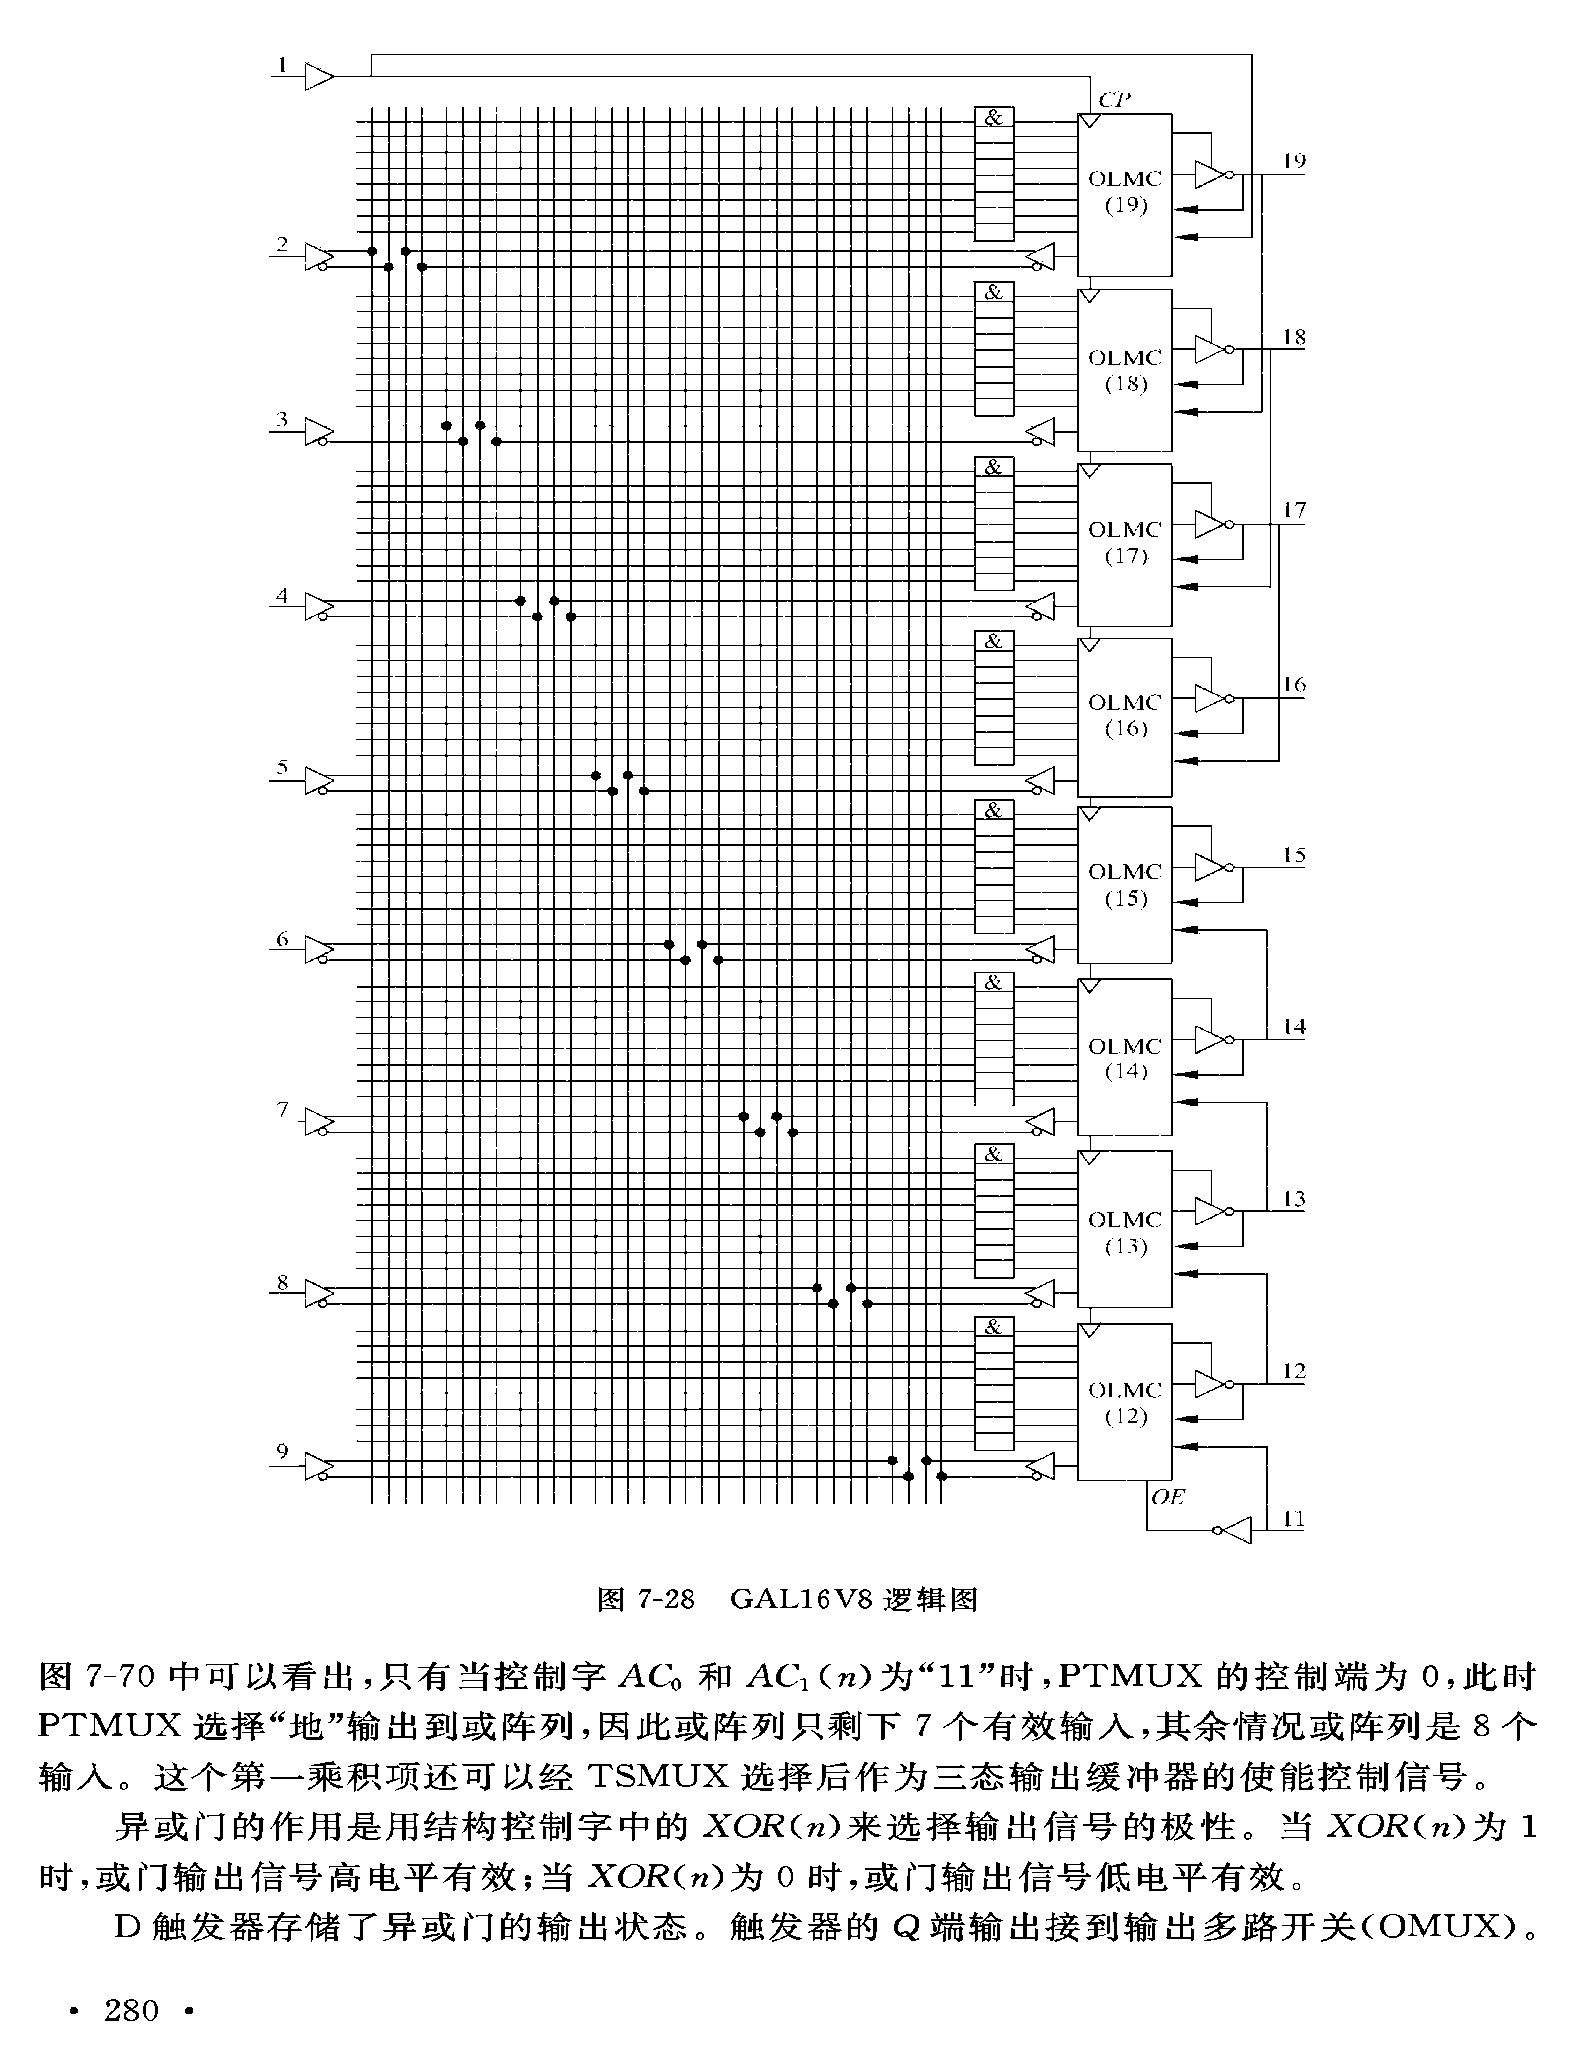 1
CP
&
OLMC
(19)
19
2
&
OLMC
(18)
18
3
&
OLMC
(17)
17
4
&
OLMC
(16)
16
5
&
OLMC
(15)
15
6
&
OLMC
(14)
14
7
&
OLMC
(13)
13
8
&
OLMC
(12)
12
9
OE
11
图 7-28 GAL16V8 逻辑图
图 7-70 中可以看出,只有当控制字 AC₀ 和 AC₁(n)为“11”时,PTMUX 的控制端为 0,此时
PTMUX 选择“地”输出到或阵列,因此或阵列只剩下 7 个有效输入,其余情况或阵列是 8 个
输入。这个第一乘积项还可以经 TSMUX 选择后作为三态输出缓冲器的使能控制信号。
异或门的作用是用结构控制字中的 XOR(n)来选择输出信号的极性。当 XOR(n)为 1
时,或门输出信号高电平有效;当 XOR(n)为 0 时,或门输出信号低电平有效。
D 触发器存储了异或门的输出状态。触发器的 Q 端输出接到输出多路开关(OMUX)。
· 280 ·